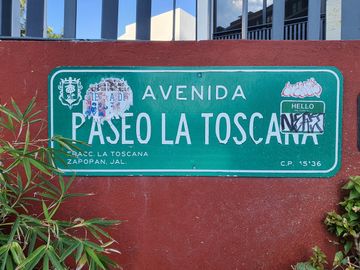 AVENIDA
PASEO LA TOSCANA
FRACC. LA TOSCANA
ZAPOPAN, JAL.
C.P. 45136
HELLO